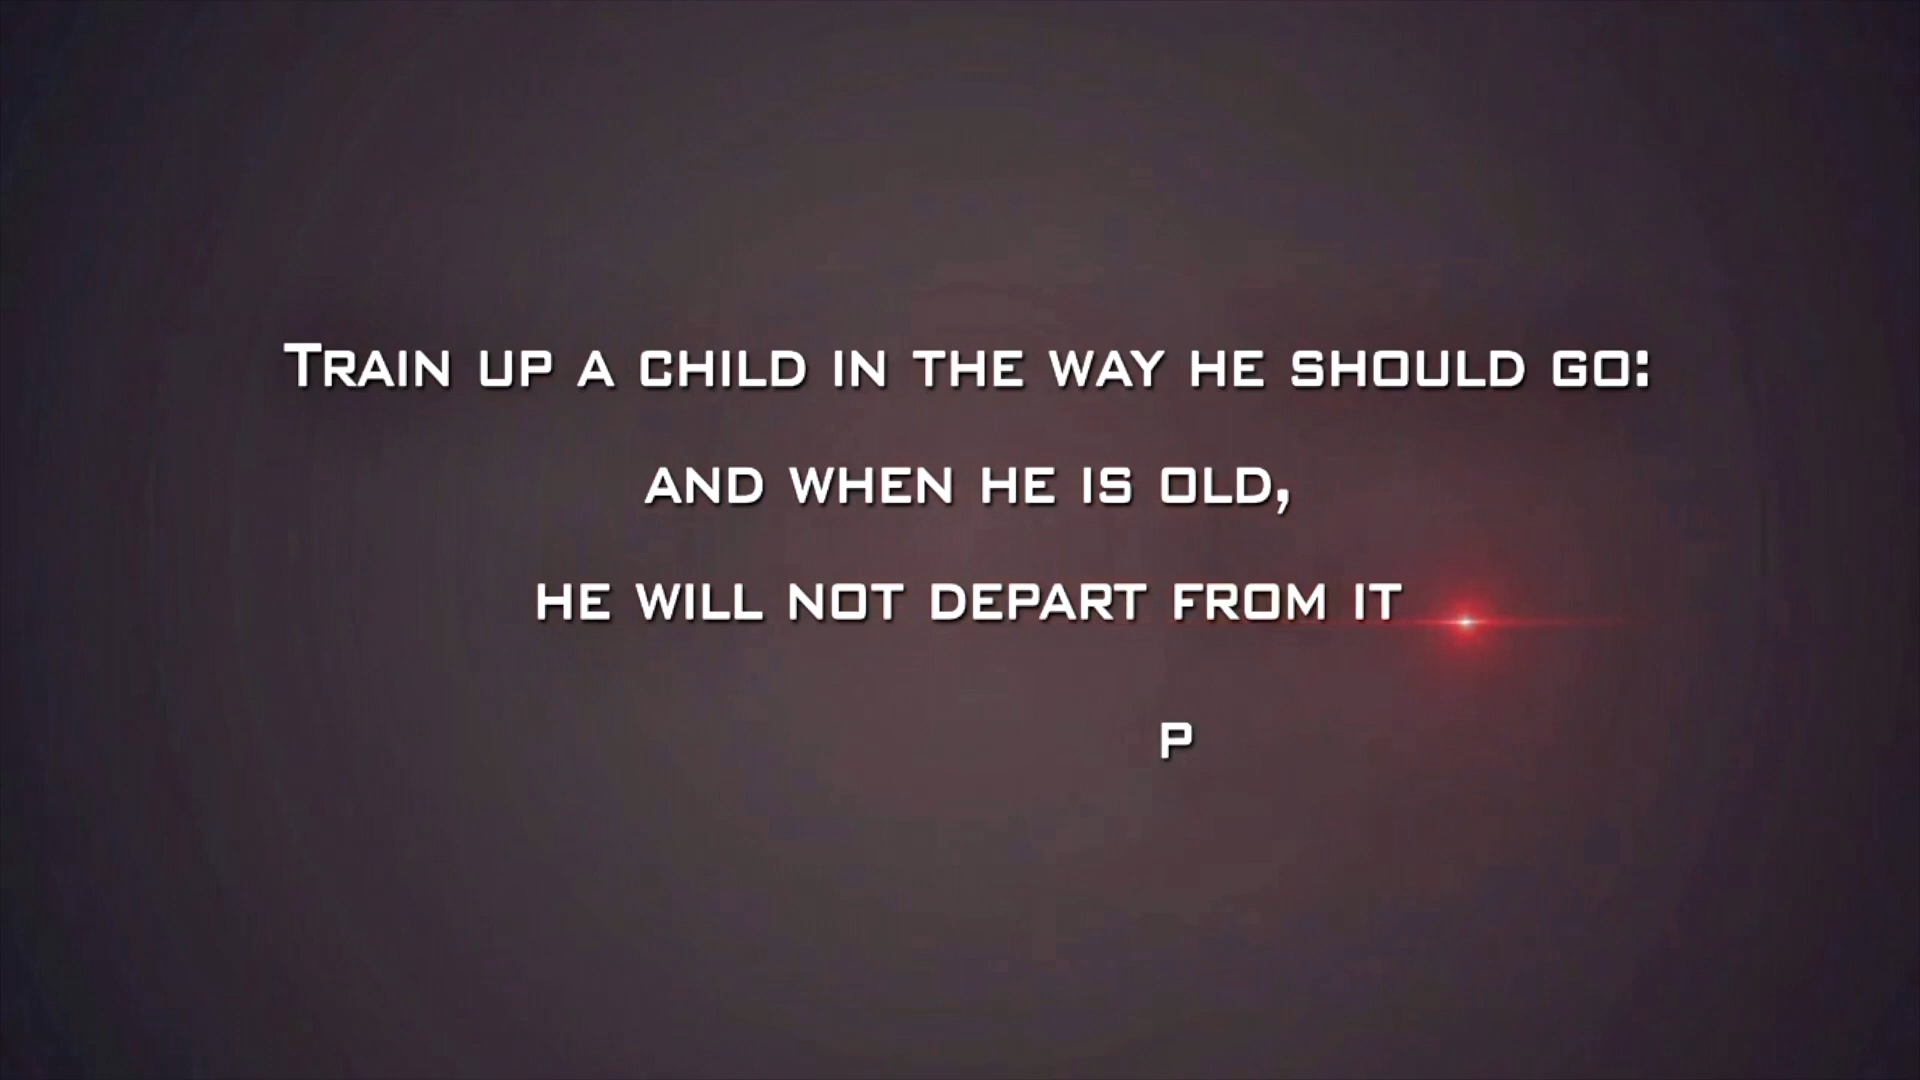 Train up a child in the way he should go:
and when he is old,
he will not depart from it
P